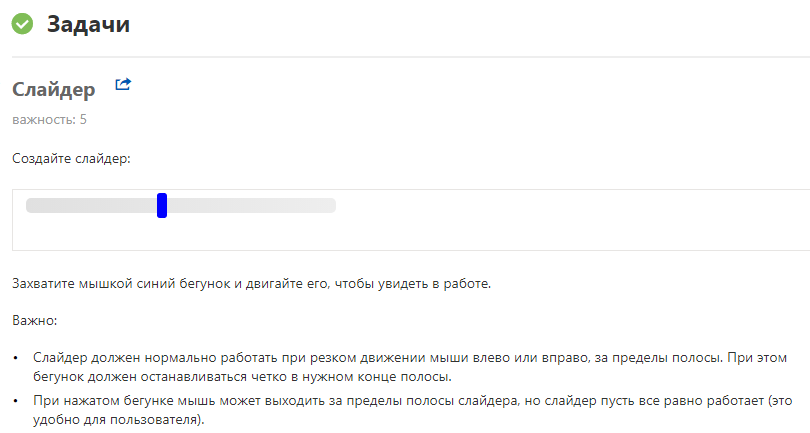 Задачи
Слайдер
важность: 5
Создайте слайдер:
Захватите мышкой синий бегунок и двигайте его, чтобы увидеть в работе.
Важно:
• Слайдер должен нормально работать при резком движении мыши влево или вправо, за пределы полосы. При этом
бегунок должен останавливаться четко в нужном конце полосы.
• При нажатом бегунке мышь может выходить за пределы полосы слайдера, но слайдер пусть все равно работает (это
удобно для пользователя).